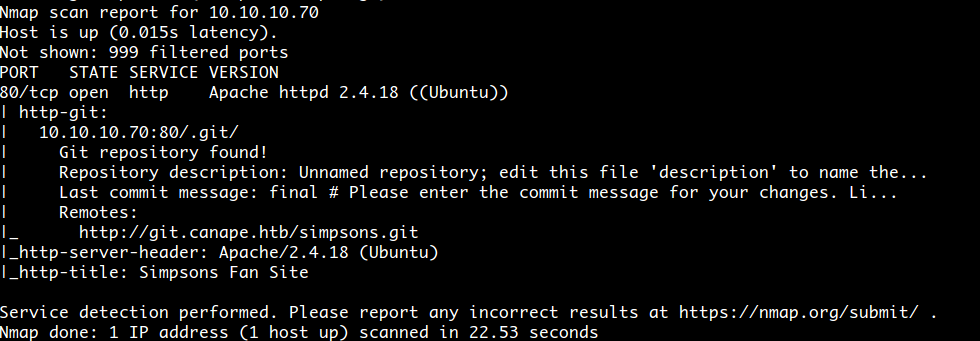 Nmap scan report for 10.10.10.70
Host is up (0.015s latency).
Not shown: 999 filtered ports
PORT   STATE SERVICE VERSION
80/tcp open  http    Apache httpd 2.4.18 ((Ubuntu))
| http-git:
|   10.10.10.70:80/.git/
|     Git repository found!
|     Repository description: Unnamed repository; edit this file 'description' to name the...
|     Last commit message: final # Please enter the commit message for your changes. Li...
|     Remotes:
|_      http://git.canape.htb/simpsons.git
|_http-server-header: Apache/2.4.18 (Ubuntu)
|_http-title: Simpsons Fan Site
Service detection performed. Please report any incorrect results at https://nmap.org/submit/ .
Nmap done: 1 IP address (1 host up) scanned in 22.53 seconds